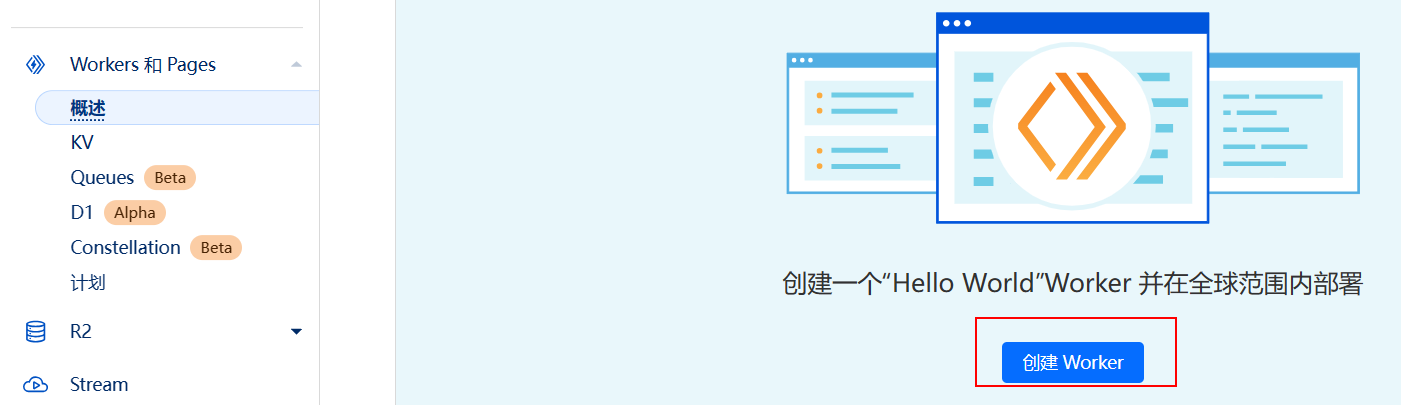 Workers 和 Pages
概述
KV
Queues Beta
D1 Alpha
Constellation Beta
计划
R2
Stream
创建一个“Hello World”Worker 并在全球范围内部署
创建 Worker